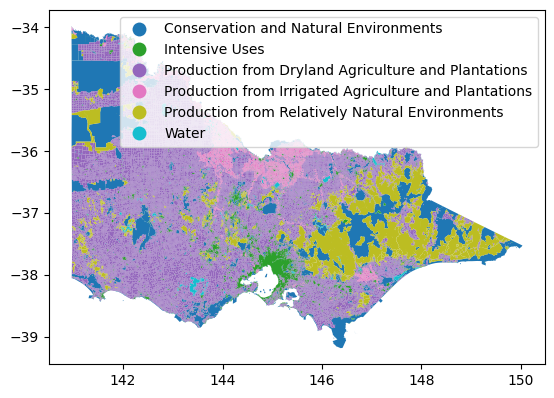 −34
−35
−36
−37
−38
−39
Conservation and Natural Environments
Intensive Uses
Production from Dryland Agriculture and Plantations
Production from Irrigated Agriculture and Plantations
Production from Relatively Natural Environments
Water
142
144
146
148
150